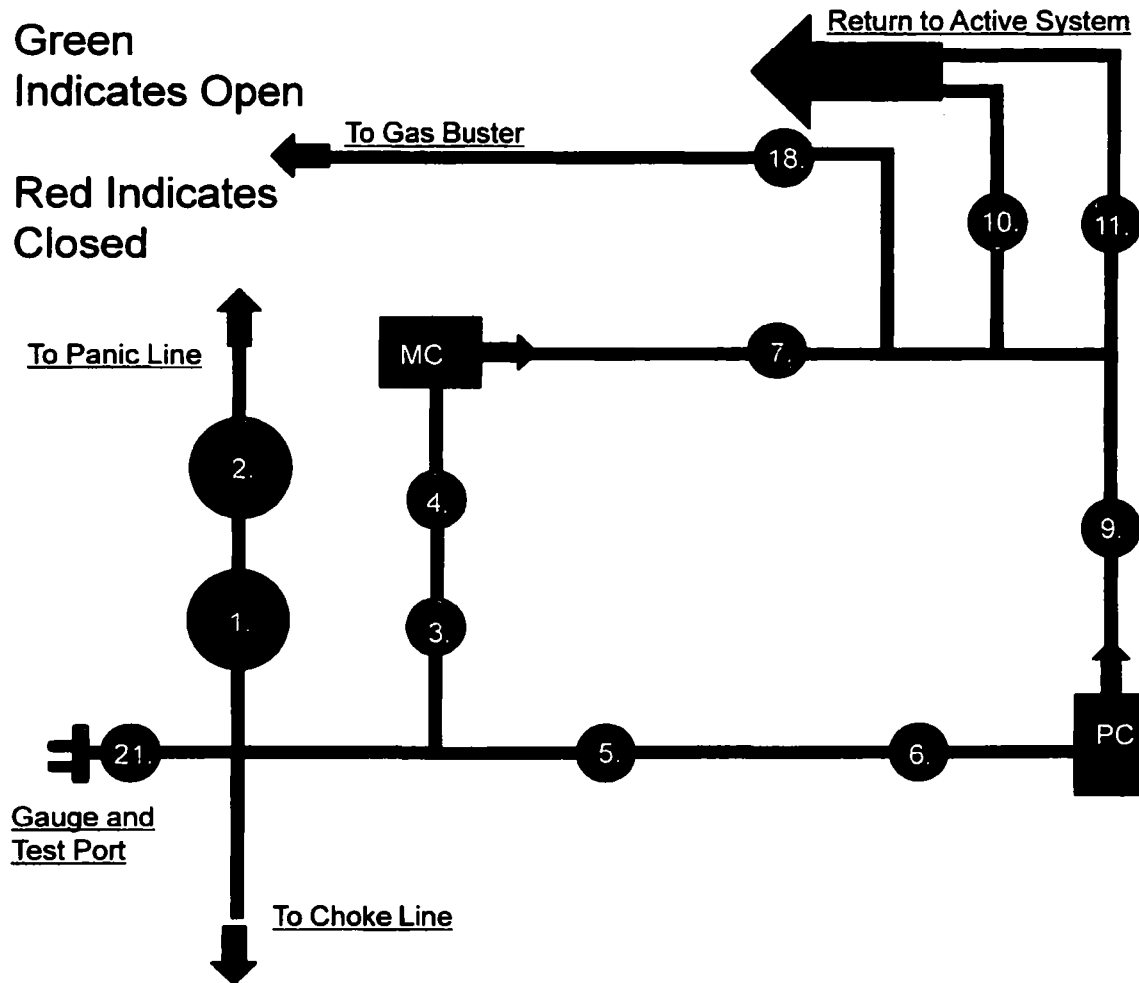 Return to Active System
Green
Indicates Open
To Gas Buster
18.
Red Indicates
Closed
10.
11.
To Panic Line
MC
7.
2.
4.
9.
1.
3.
21.
5.
6.
PC
Gauge and
Test Port
To Choke Line